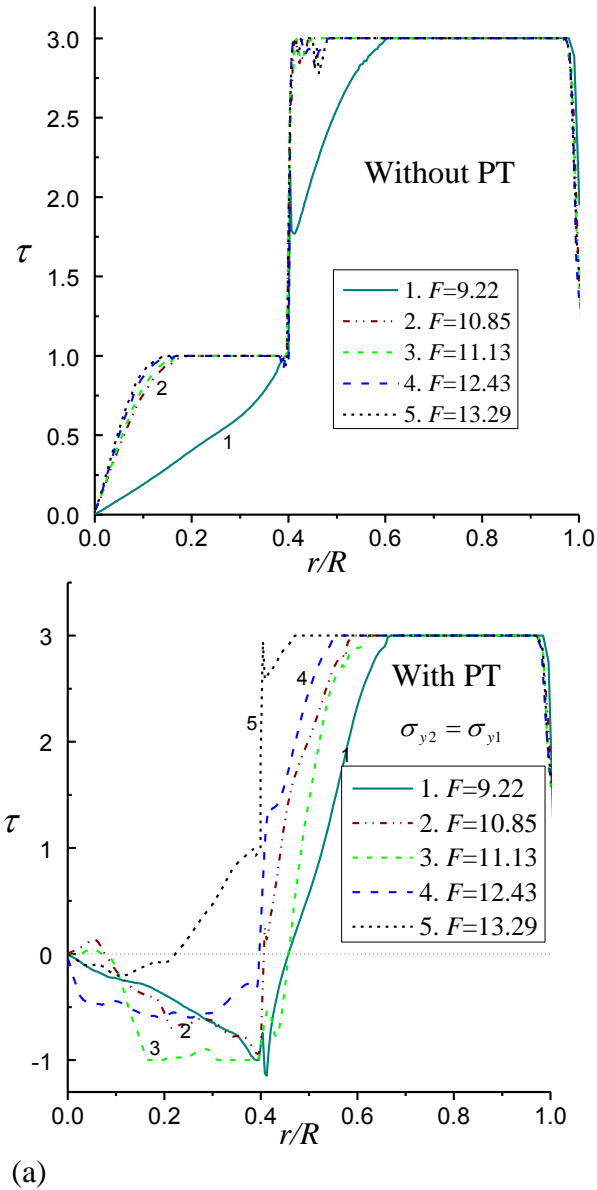 3.0
2.5
2.0
1.5
1.0
0.5
0.0
τ
Without PT
1. F=9.22
2. F=10.85
3. F=11.13
4. F=12.43
5. F=13.29
2
1
0.0 0.2 0.4 0.6 0.8 1.0
r/R
3
2
1
0
-1
τ
With PT
σy2 = σy1
4
5
1
1. F=9.22
2. F=10.85
3. F=11.13
4. F=12.43
5. F=13.29
2
3
0.0 0.2 0.4 0.6 0.8 1.0
r/R
(a)